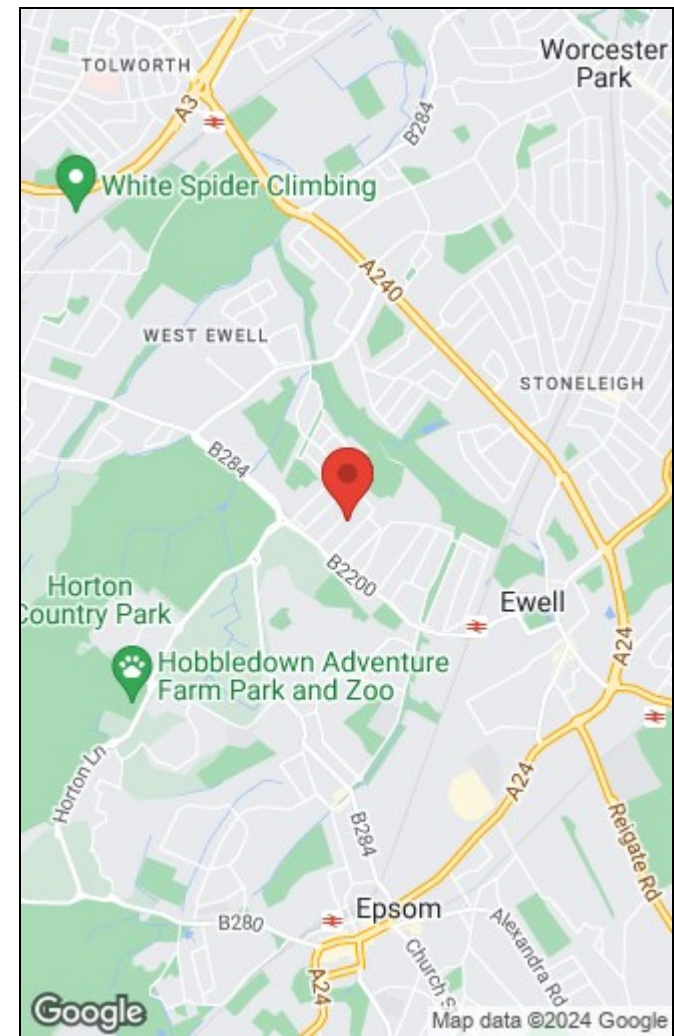 Worcester
Park
TOLWORTH
A3
B284
White Spider Climbing
A240
WEST EWELL
STONELEIGH
B284
B2200
Horton
Country Park
Ewell
Hobbledown Adventure
Farm Park and Zoo
A24
Horton Ln
A24
B284
Reigate Rd
Epsom
B280
Alexandra Rd
Church S
A24
Google
Map data ©2024 Google